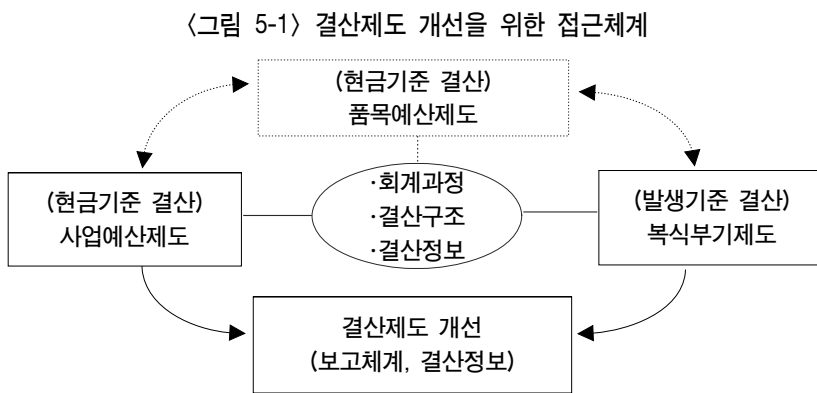 〈그림 5-1〉 결산제도 개선을 위한 접근체계
(현금기준 결산)
품목예산제도
(현금기준 결산)
사업예산제도
·회계과정
·결산구조
·결산정보
(발생기준 결산)
복식부기제도
결산제도 개선
(보고체계, 결산정보)